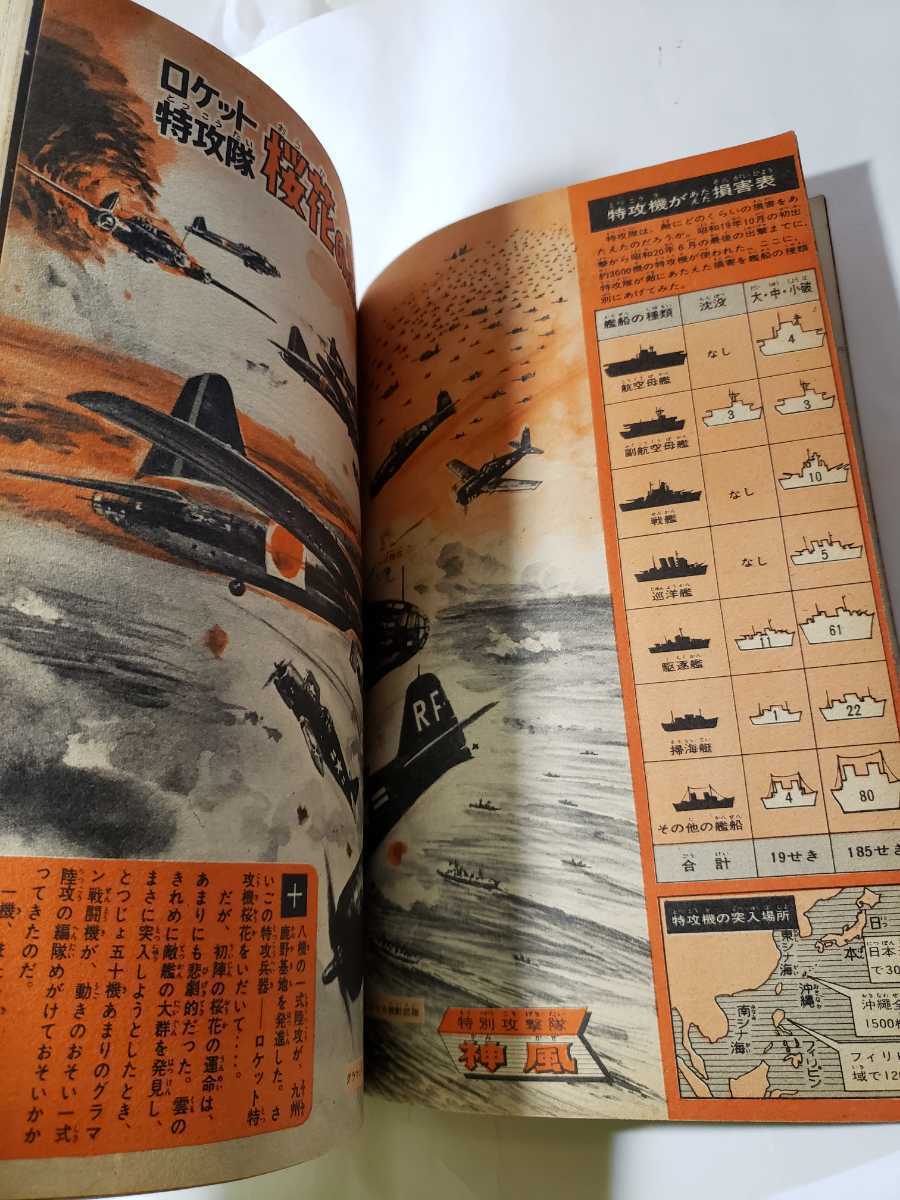 ロケット
特攻隊 桜花の
十八機の一式陸攻が、九州
鹿野基地を発進した。さ
いごの特攻兵器——ロケット特
攻機桜花をいだいて‥‥。
だが、初陣の桜花の運命は、
あまりにも悲劇的だった。雲の
きれめに敵艦の大群を発見し、
まさに突入しようとしたとき、
とつじょ五十機あまりのグラマ
ン戦闘機が、動きのおそい一式
陸攻の編隊めがけておそいかか
ってきたのだ。
RF
特別攻撃隊
神風
特攻機があたえた損害表
特攻隊は、敵にどのくらいの損害をあ
たえたのだろうか。昭和19年10月の初出
撃から昭和20年6月の最後の出撃までに、
約3600機の特攻機が使われた。ここに、
特攻隊が敵にあたえた損害を艦船の種類
別にあげてみた。
艦船の種類 沈没 大・中・小破
航空母艦 なし 4
副航空母艦 3 3
戦艦 なし 10
巡洋艦 なし 5
駆逐艦 11 61
掃海艇 1 22
その他の艦船 4 80
合計 19せき 185せき
特攻機の突入場所
日本
東シナ海
沖縄
南シナ海
フィリピン
日本
で30
沖縄全
1500機
フィリピ
域で120